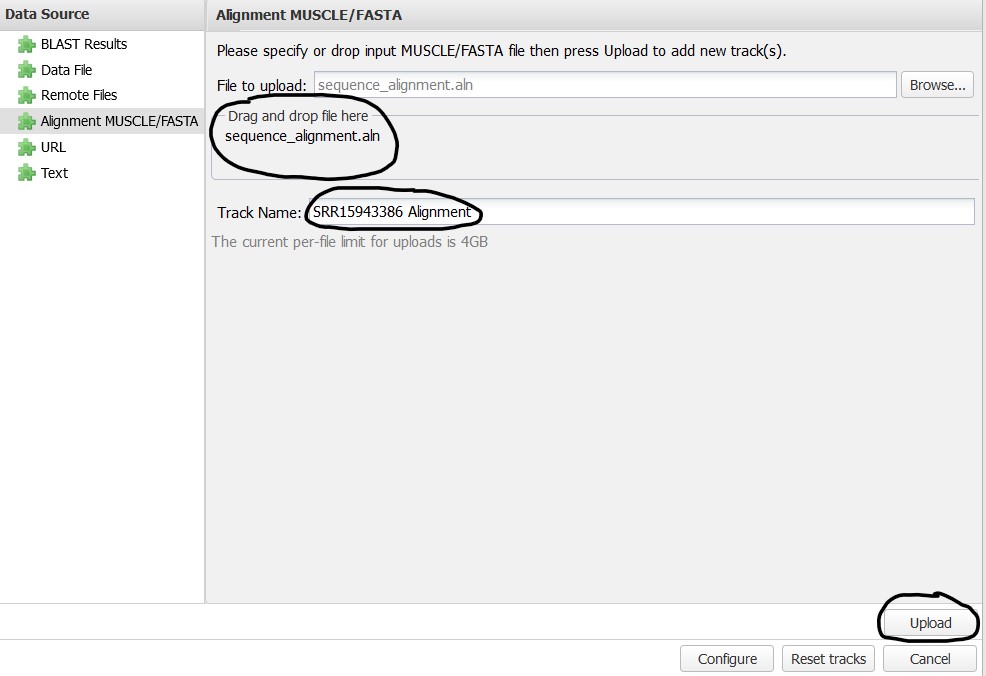 Data Source
BLAST Results
Data File
Remote Files
Alignment MUSCLE/FASTA
URL
Text
Alignment MUSCLE/FASTA
Please specify or drop input MUSCLE/FASTA file then press Upload to add new track(s).
File to upload: sequence_alignment.aln Browse...
Drag and drop file here
sequence_alignment.aln
Track Name: SRR15943386 Alignment
The current per-file limit for uploads is 4GB
Upload
Configure Reset tracks Cancel